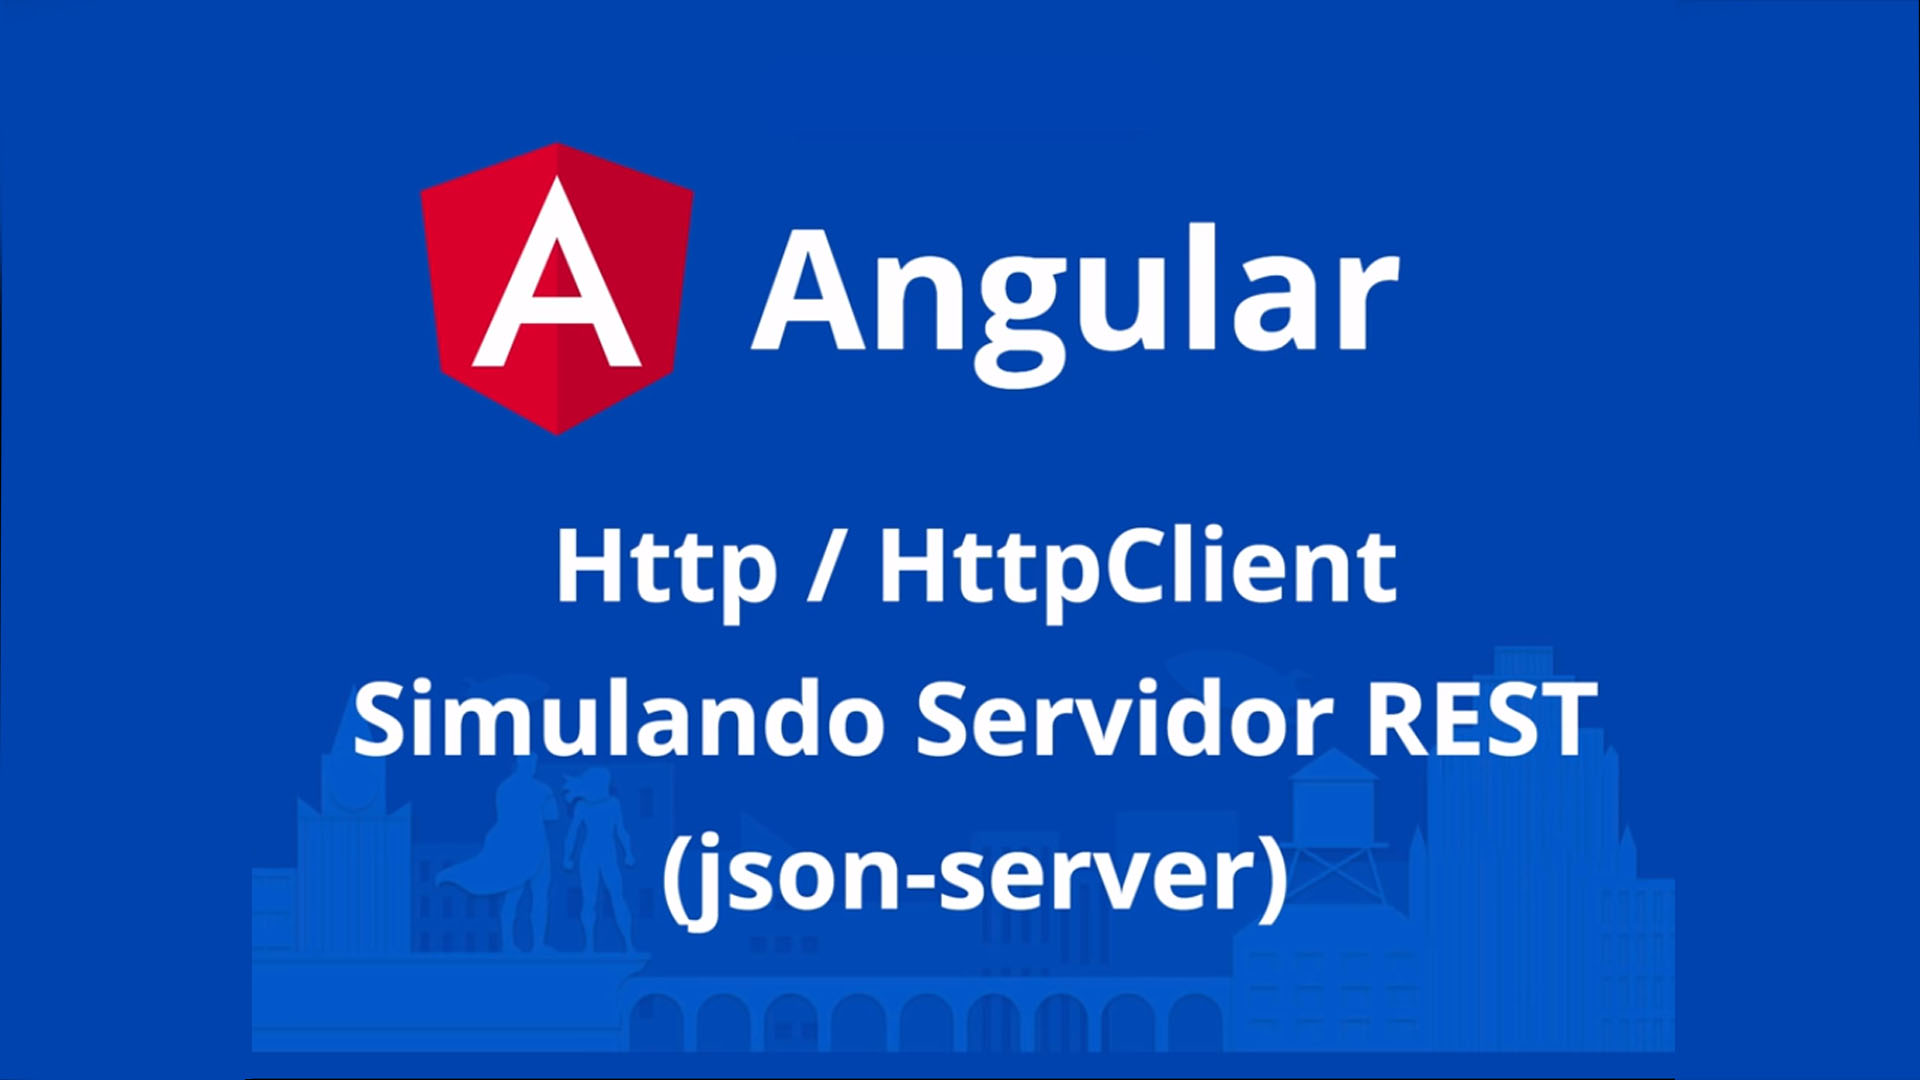 A Angular
Http / HttpClient
Simulando Servidor REST
(json-server)